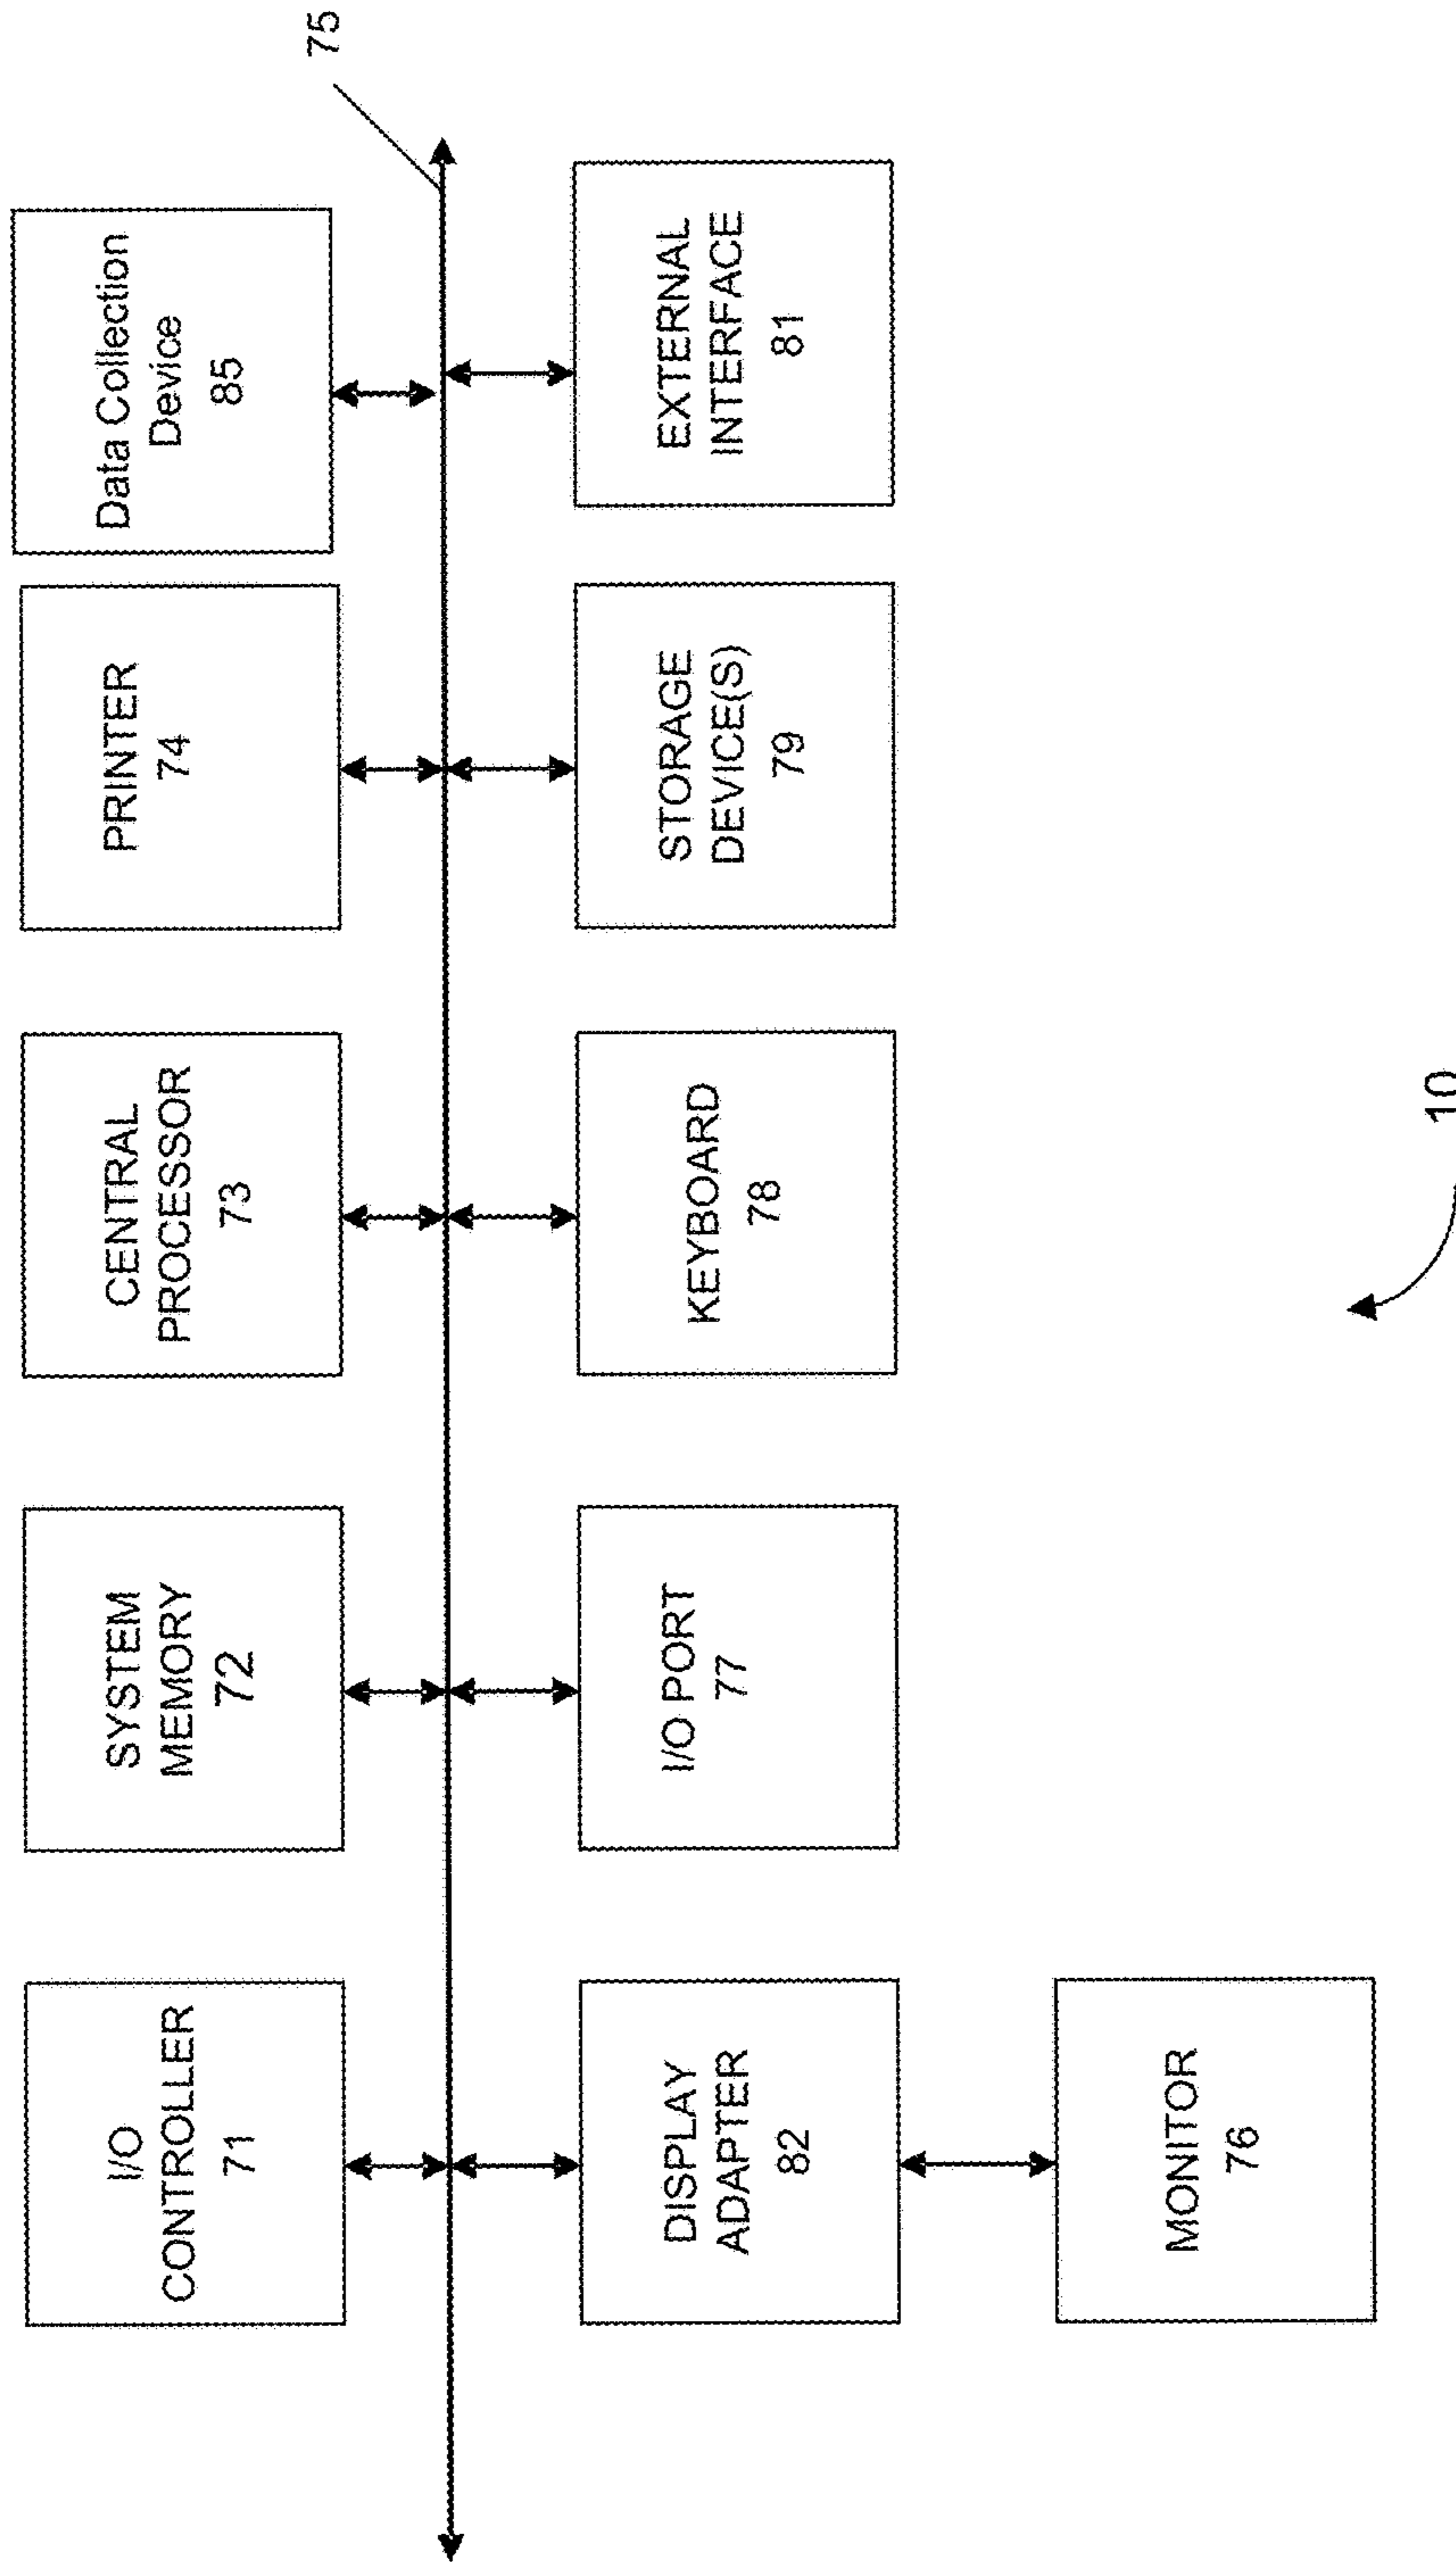 I/O
CONTROLLER
71
SYSTEM
MEMORY
72
CENTRAL
PROCESSOR
73
PRINTER
74
Data Collection
Device
85
75
DISPLAY
ADAPTER
82
I/O PORT
77
KEYBOARD
78
STORAGE
DEVICE(S)
79
EXTERNAL
INTERFACE
81
MONITOR
76
10